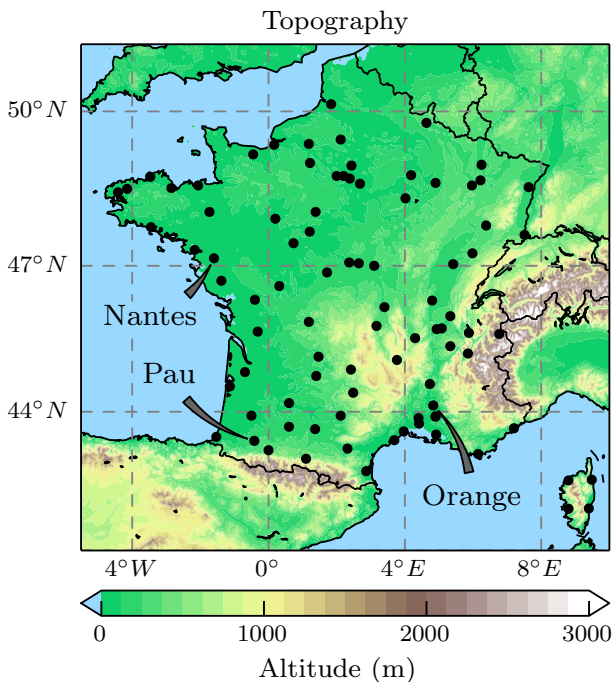 Topography
50°N
47°N
44°N
Nantes
Pau
Orange
4°W 0° 4°E 8°E
0 1000 2000 3000
Altitude (m)